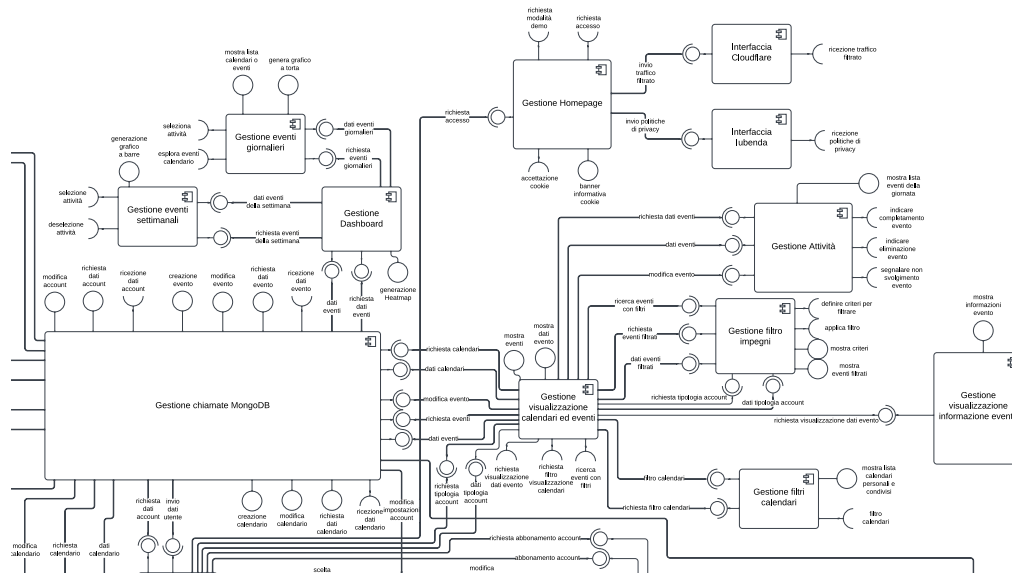 richiesta
modalità
demo
richiesta
accesso
Interfaccia
Cloudflare
ricezione traffico
filtrato
invio
traffico
filtrato
mostra lista
calendari o
eventi
genera grafico
a torta
Gestione Homepage
richiesta
accesso
invio politiche
di privacy
Interfaccia
Iubenda
ricezione
politiche di
privacy
seleziona
attività
esplora eventi
calendario
Gestione eventi
giornalieri
dati eventi
giornalieri
richiesta
eventi
giornalieri
generazione
grafico
a barre
accettazione
cookie
banner
informativa
cookie
selezione
attività
deselezione
attività
Gestione eventi
settimanali
dati eventi
della settimana
richiesta eventi
della settimana
Gestione
Dashboard
generazione
Heatmap
mostra lista
eventi della
giornata
richiesta dati eventi
dati eventi
modifica evento
Gestione Attività
indicare
completamento
evento
indicare
eliminazione
evento
segnalare non
svolgimento
evento
modifica
account
richiesta
dati
account
ricezione
dati
account
creazione
evento
modifica
evento
richiesta
dati
evento
ricezione
dati
evento
dati
eventi
richiesta
dati
eventi
ricerca eventi
con filtri
richiesta
eventi filtrati
dati eventi
filtrati
Gestione filtro
impegni
definire criteri per
filtrare
applica filtro
mostra criteri
mostra
eventi filtrati
mostra
informazioni
evento
mostra
eventi
mostra
dati
evento
Gestione chiamate MongoDB
richiesta calendari
dati calendari
modifica evento
richiesta eventi
dati eventi
Gestione
visualizzazione
calendari ed eventi
richiesta tipologia account
dati tipologia account
richiesta visualizzazione dati evento
Gestione
visualizzazione
informazione event
richiesta
tipologia
account
dati
tipologia
account
richiesta
visualizzazione
dati evento
richiesta
filtro
visualizzazione
calendari
ricerca
eventi con
filtri
filtro calendari
richiesta filtro calendari
Gestione filtri
calendari
mostra lista
calendari
personali e
condivisi
filtro
calendari
richiesta
dati
account
invio
dati
utente
creazione
calendario
modifica
calendario
richiesta
dati
calendario
ricezione
dati
calendario
modifica
impostazioni
account
modifica
calendario
richiesta
calendario
dati
calendario
richiesta abbonamento account
abbonamento account
scelta
modifica